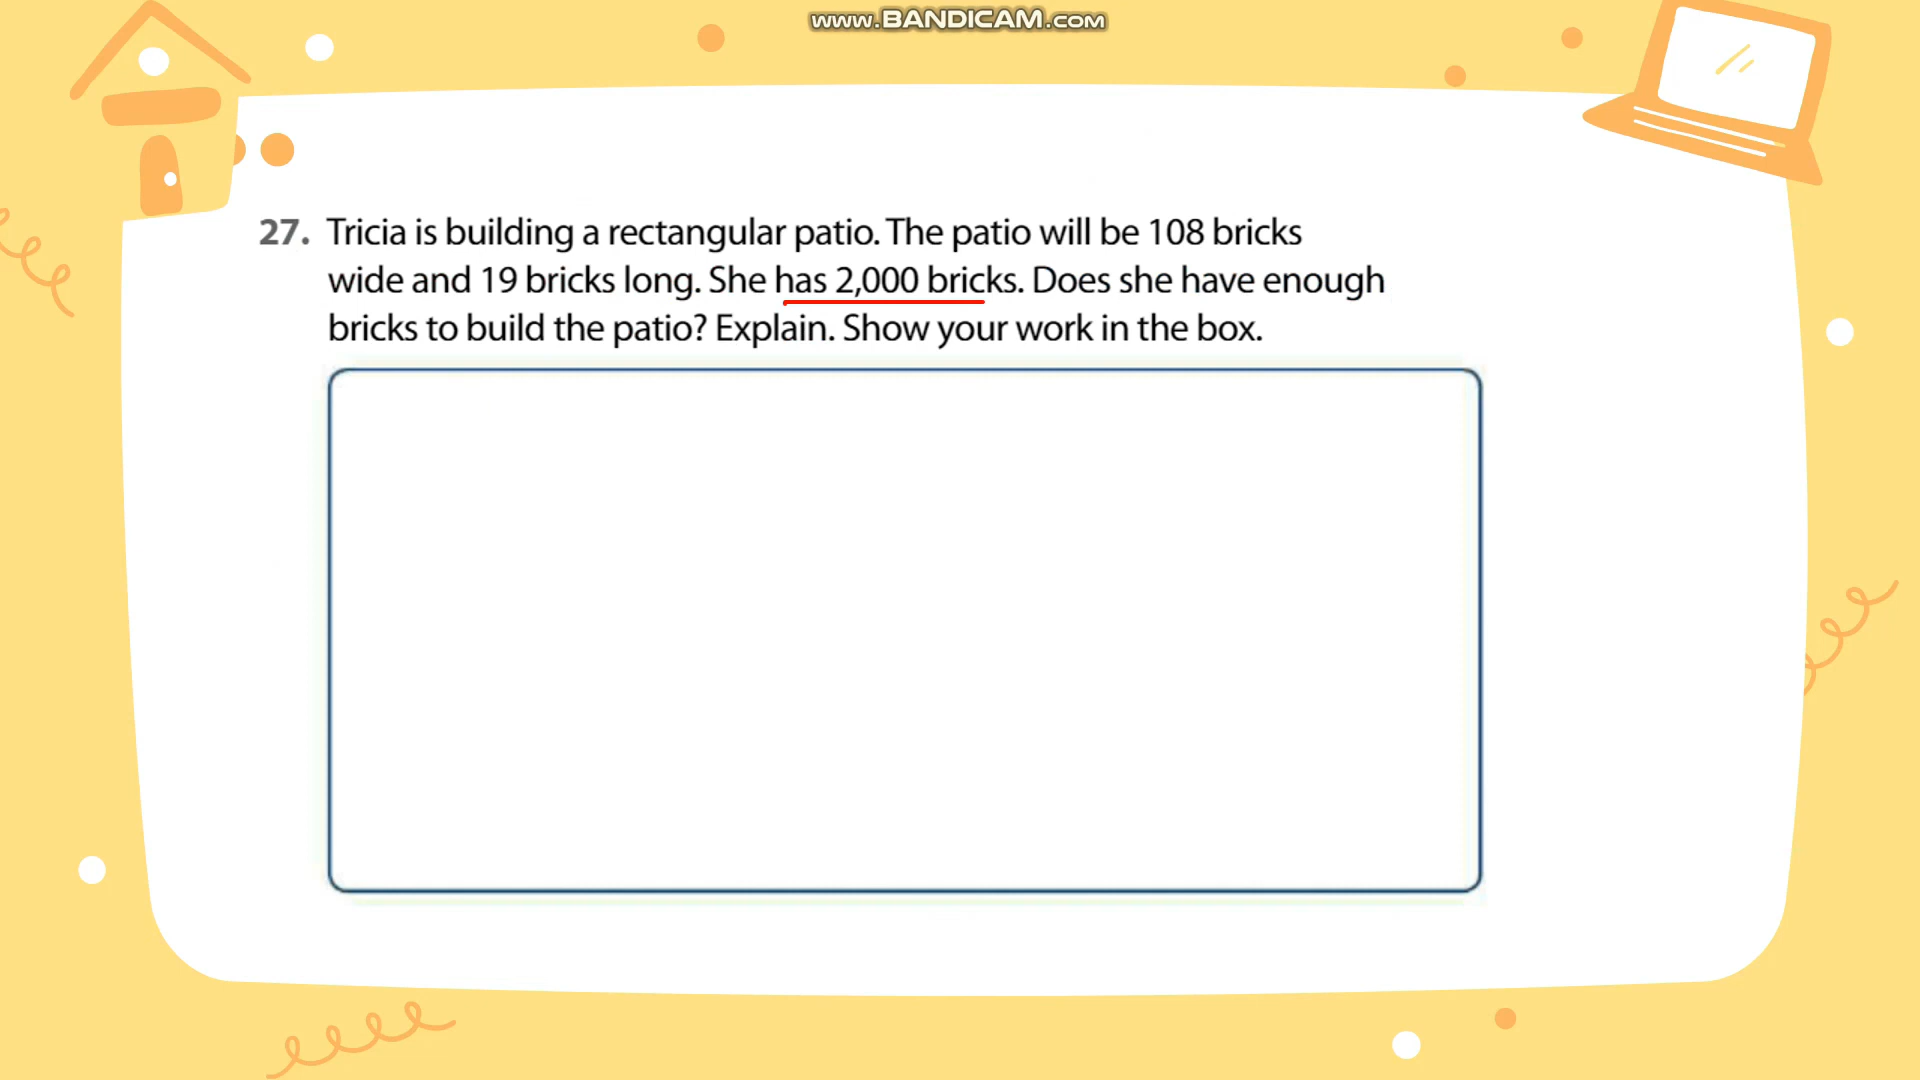 www.BANDICAM.com
27. Tricia is building a rectangular patio. The patio will be 108 bricks
wide and 19 bricks long. She has 2,000 bricks. Does she have enough
bricks to build the patio? Explain. Show your work in the box.